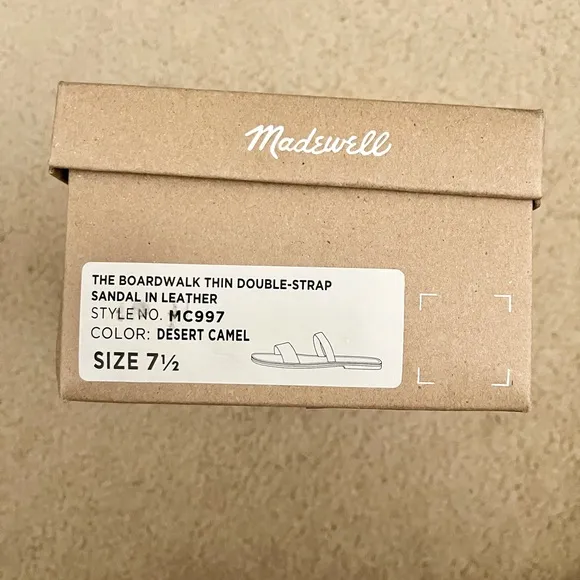 Madewell
THE BOARDWALK THIN DOUBLE-STRAP
SANDAL IN LEATHER
STYLE NO. MC997
COLOR: DESERT CAMEL
SIZE 7½